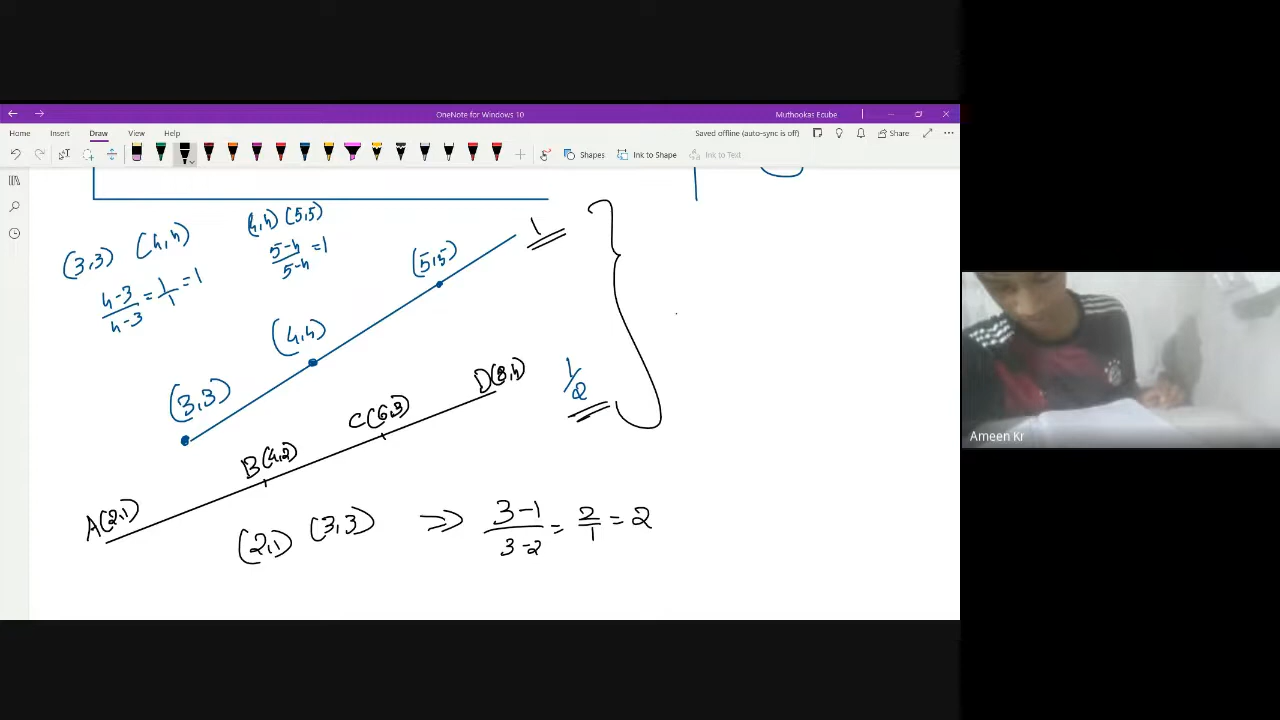 OneNote for Windows 10
Muthookas Ecube
Home Insert Draw View Help
Saved offline (auto-sync is off)
Share
Shapes
Ink to Shape
Ink to Text
(3,3) (4,4)
4-3/4-3 = 1/1 = 1
(4,4) (5,5)
5-4/5-4 = 1
(5,5)
1
(4,4)
(3,3)
D(8,4)
1/2
C(6,3)
B(4,2)
A(2,1)
(2,1) (3,3) ⇒ 3-1/3-2 = 2/1 = 2
Ameen Kr